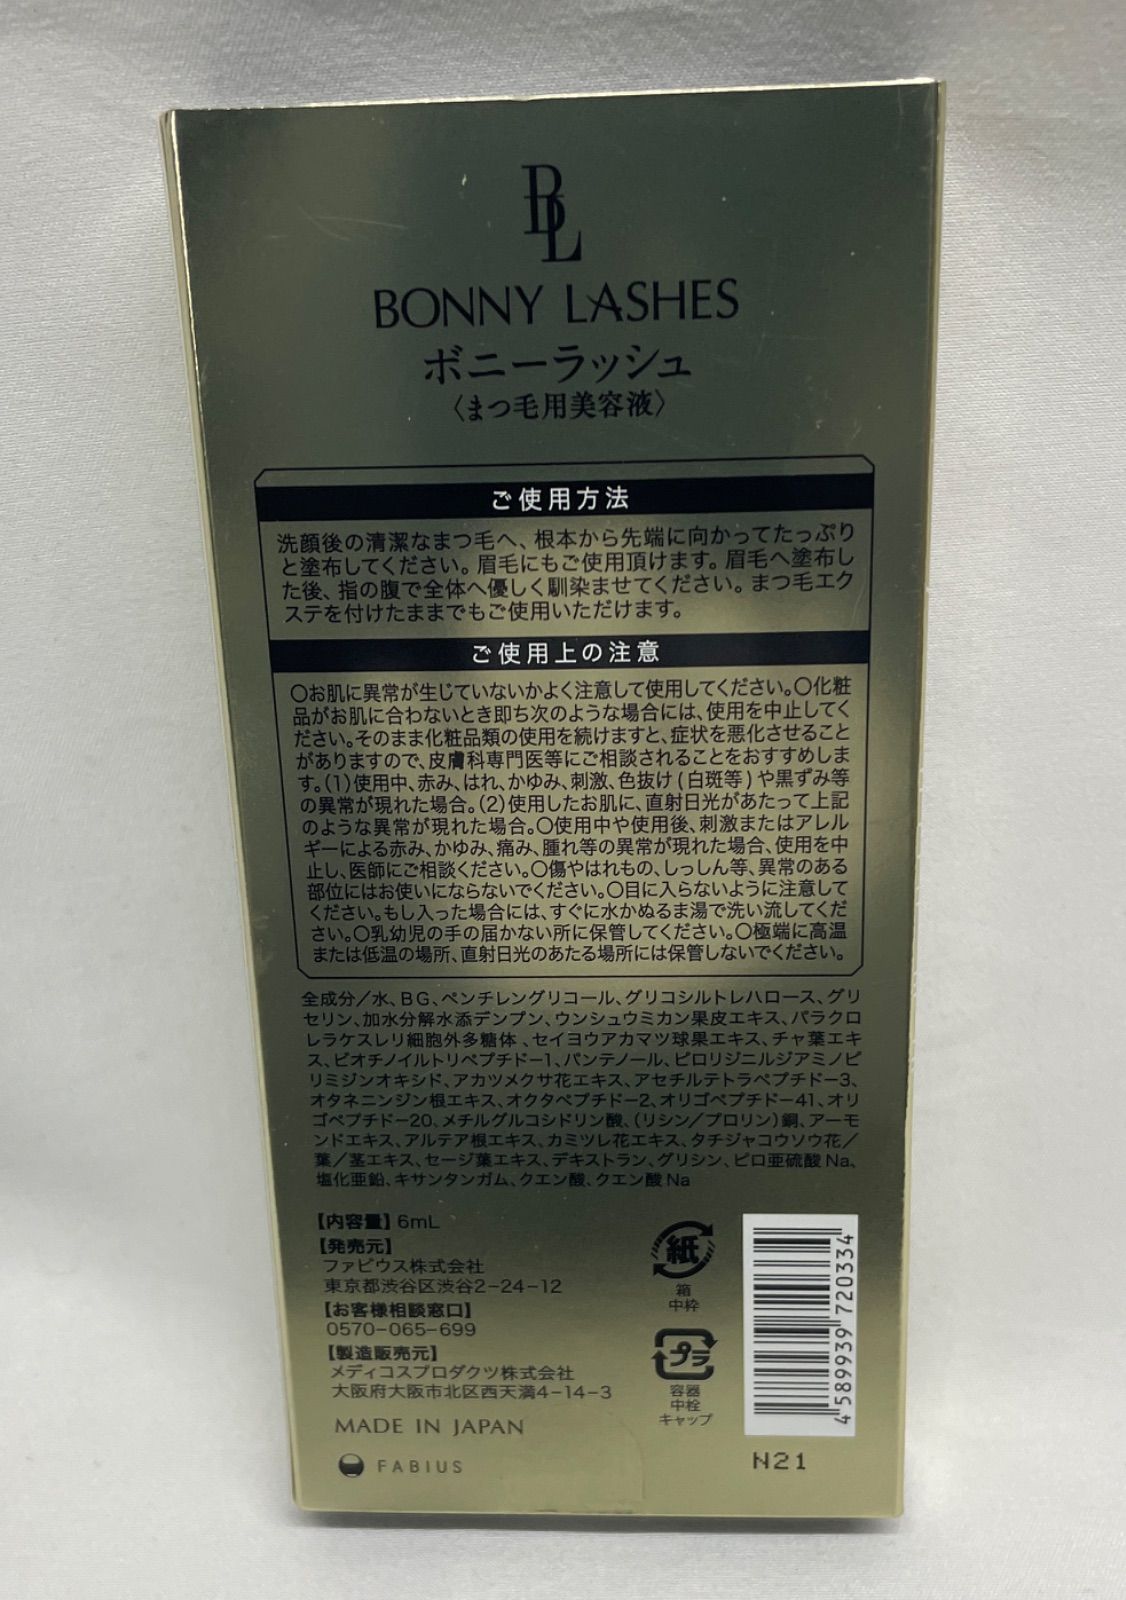 BL
BONNY LASHES
ボニーラッシュ
〈まつ毛用美容液〉
ご使用方法
洗顔後の清潔なまつ毛へ、根本から先端に向かってたっぷり
と塗布してください。眉毛にもご使用頂けます。眉毛へ塗布し
た後、指の腹で全体へ優しく馴染ませてください。まつ毛エク
ステを付けたままでもご使用いただけます。
ご使用上の注意
〇お肌に異常が生じていないかよく注意して使用してください。〇化粧
品がお肌に合わないとき即ち次のような場合には、使用を中止してく
ださい。そのまま化粧品類の使用を続けますと、症状を悪化させること
がありますので、皮膚科専門医等にご相談されることをおすすめしま
す。(1)使用中、赤み、はれ、かゆみ、刺激、色抜け(白斑等)や黒ずみ等
の異常が現れた場合。(2)使用したお肌に、直射日光があたって上記
のような異常が現れた場合。〇使用中や使用後、刺激またはアレル
ギーによる赤み、かゆみ、痛み、腫れ等の異常が現れた場合、使用を中
止し、医師にご相談ください。〇傷やはれもの、しっしん等、異常のある
部位にはお使いにならないでください。〇目に入らないように注意して
ください。もし入った場合には、すぐに水かぬるま湯で洗い流してくだ
さい。〇乳幼児の手の届かない所に保管してください。〇極端に高温
または低温の場所、直射日光のあたる場所には保管しないでください。
全成分/水、BG、ペンチレングリコール、グリコシルトレハロース、グリ
セリン、加水分解水添デンプン、ウンシュウミカン果皮エキス、パラクロ
レラケスレリ細胞外多糖体、セイヨウアカマツ球果エキス、チャ葉エキ
ス、ビオチノイルトリペプチド-1、パンテノール、ピロリジニルジアミノピ
リミジンオキシド、アカツメクサ花エキス、アセチルテトラペプチド-3、
オタネニンジン根エキス、オクタペプチド-2、オリゴペプチド-41、オリ
ゴペプチド-20、メチルグルコシドリン酸、(リシン/プロリン)銅、アーモ
ンドエキス、アルテア根エキス、カミツレ花エキス、タチジャコウソウ花/
葉/茎エキス、セージ葉エキス、デキストラン、グリシン、ピロ亜硫酸Na、
塩化亜鉛、キサンタンガム、クエン酸、クエン酸Na
【内容量】6mL
【発売元】
ファビウス株式会社
東京都渋谷区渋谷2-24-12
【お客様相談窓口】
0570-065-699
【製造販売元】
メディコスプロダクツ株式会社
大阪府大阪市北区西天満4-14-3
MADE IN JAPAN
FABIUS
紙
箱
中枠
プラ
容器
中栓
キャップ
4 589939 720334
N21